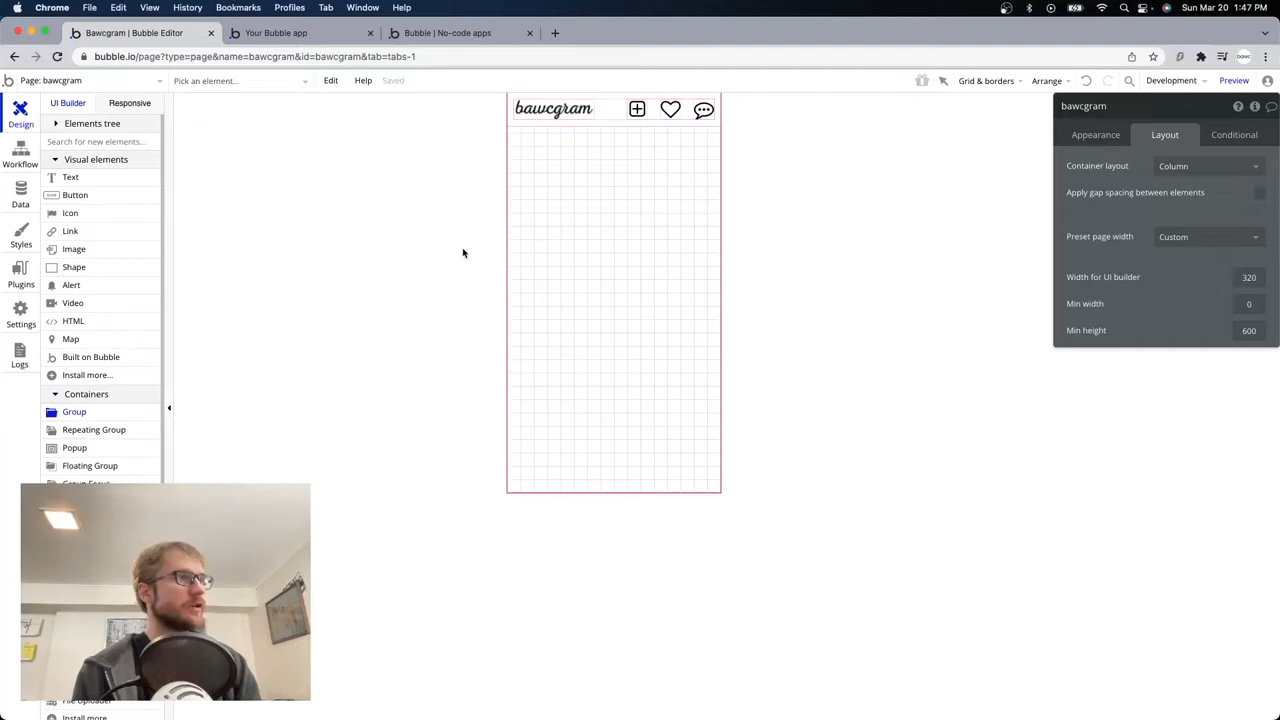 Chrome File Edit View History Bookmarks Profiles Tab Window Help
Sun Mar 20 1:47 PM
Bawcgram | Bubble Editor
Your Bubble app
Bubble | No-code apps
bubble.io/page?type=page&name=bawcgram&id=bawcgram&tab=tabs-1
Page: bawcgram
Pick an element...
Edit
Help
Saved
Grid & borders
Arrange
Development
Preview
Design
Workflow
Data
Styles
Plugins
Settings
Logs
UI Builder
Responsive
Elements tree
Search for new elements...
Visual elements
Text
Button
Icon
Link
Image
Shape
Alert
Video
HTML
Map
Built on Bubble
Install more...
Containers
Group
Repeating Group
Popup
Floating Group
Group Focus
File Uploader
Install more
bawcgram
bawcgram
Appearance
Layout
Conditional
Container layout Column
Apply gap spacing between elements
Preset page width Custom
Width for UI builder 320
Min width 0
Min height 600